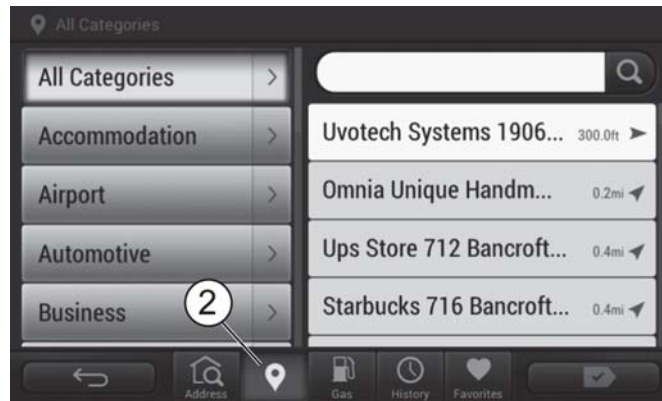 All Categories
All Categories
Accommodation
Airport
Automotive
Business
Uvotech Systems 1906... 300.0ft
Omnia Unique Handm... 0.2mi
Ups Store 712 Bancroft... 0.4mi
Starbucks 716 Bancroft... 0.4mi
2
Address
Gas
History
Favorites